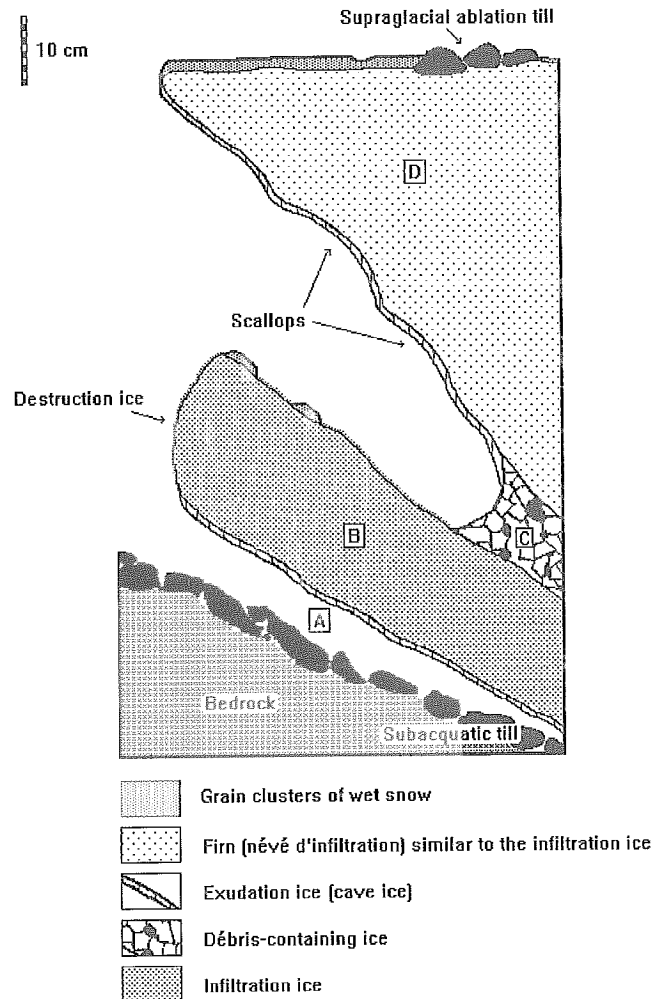 Supraglacial ablation till
10 cm
D
Scallops
Destruction ice
B
C
A
Bedrock
Subacquatic till
Grain clusters of wet snow
Firn (névé d'infiltration) similar to the infiltration ice
Exudation ice (cave ice)
Débris-containing ice
Infiltration ice